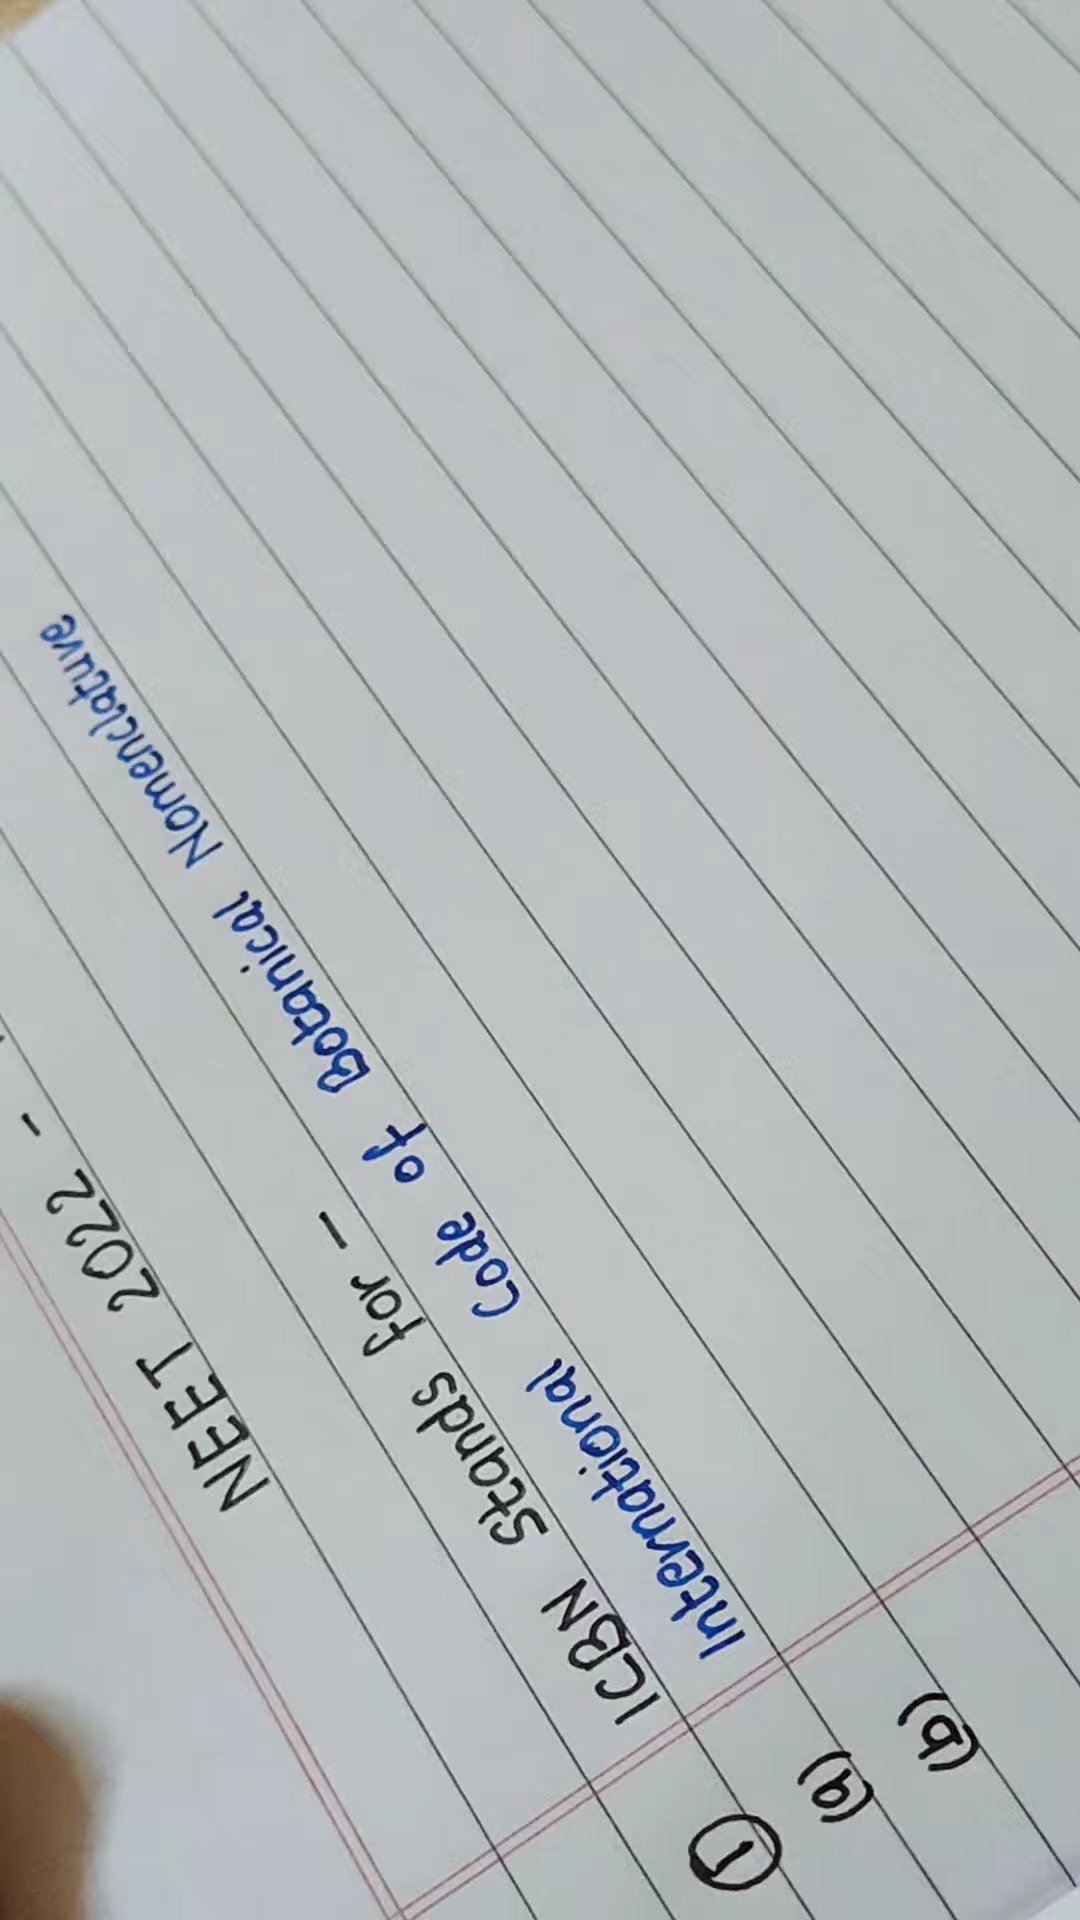 NEET 2022 -
① ICBN stands for -
(a) International Code of Botanical Nomenclature
(b)